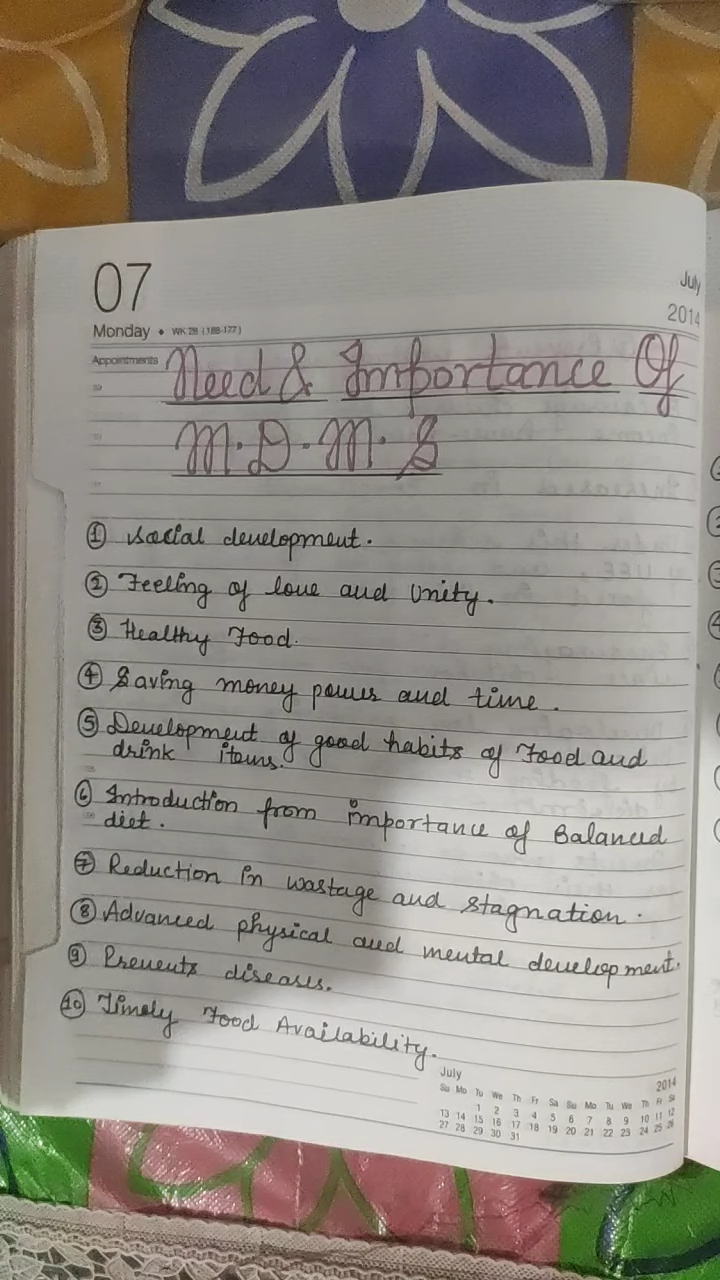 07
July
Monday • WK 28 (188-177)
2014
Appointments
Need & Importance Of
M.D.M.S
① Social development.
② Feeling of love and Unity.
③ Healthy Food.
④ Saving money power and time.
⑤ Development of good habits of Food and
drink items.
⑥ Introduction from importance of Balanced
diet.
⑦ Reduction in wastage and stagnation.
⑧ Advanced physical and mental development.
⑨ Prevents diseases.
⑩ Timely Food Availability.
July 2014
Su Mo Tu We Th Fr Sa Su Mo Tu We Th Fr Sa
1 2 3 4 5 6 7 8 9 10 11 12
13 14 15 16 17 18 19 20 21 22 23 24 25 26
27 28 29 30 31